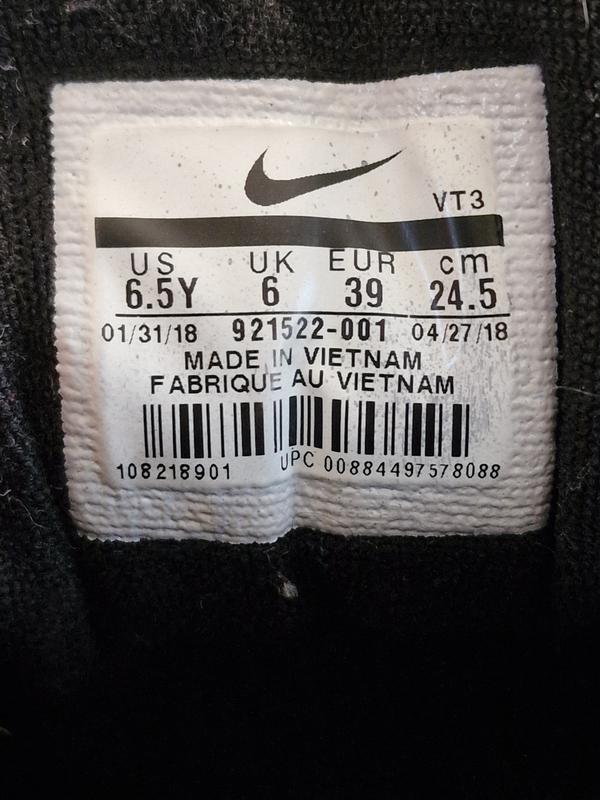 VT3
US UK EUR cm
6.5Y 6 39 24.5
01/31/18 921522-001 04/27/18
MADE IN VIETNAM
FABRIQUE AU VIETNAM
108218901 UPC 00884497578088